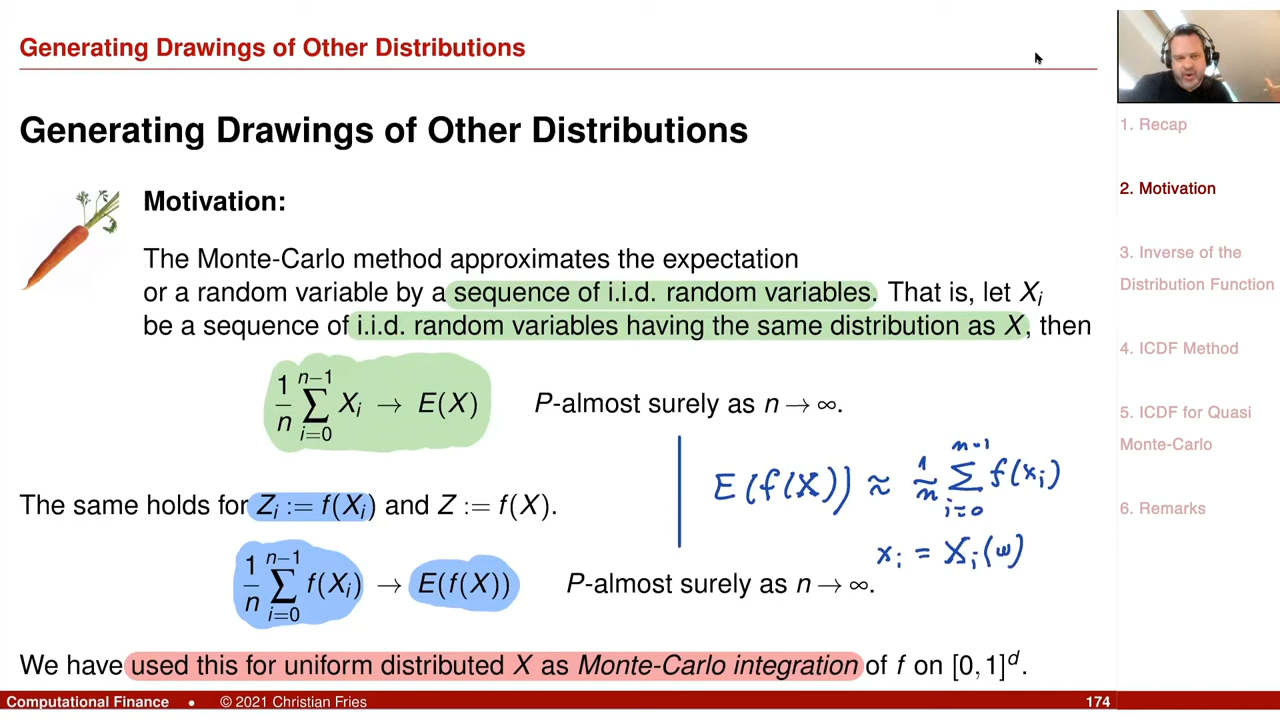 Generating Drawings of Other Distributions
Generating Drawings of Other Distributions
Motivation:
The Monte-Carlo method approximates the expectation
or a random variable by a sequence of i.i.d. random variables. That is, let X_i
be a sequence of i.i.d. random variables having the same distribution as X, then
1/n ∑_{i=0}^{n−1} X_i → E(X) P-almost surely as n → ∞.
E(f(X)) ≈ 1/n ∑_{i=0}^{n-1} f(x_i)
The same holds for Z_i := f(X_i) and Z := f(X).
x_i = X_i(ω)
1/n ∑_{i=0}^{n−1} f(X_i) → E(f(X)) P-almost surely as n → ∞.
We have used this for uniform distributed X as Monte-Carlo integration of f on [0,1]^d.
1. Recap
2. Motivation
3. Inverse of the
Distribution Function
4. ICDF Method
5. ICDF for Quasi
Monte-Carlo
6. Remarks
Computational Finance • © 2021 Christian Fries 174